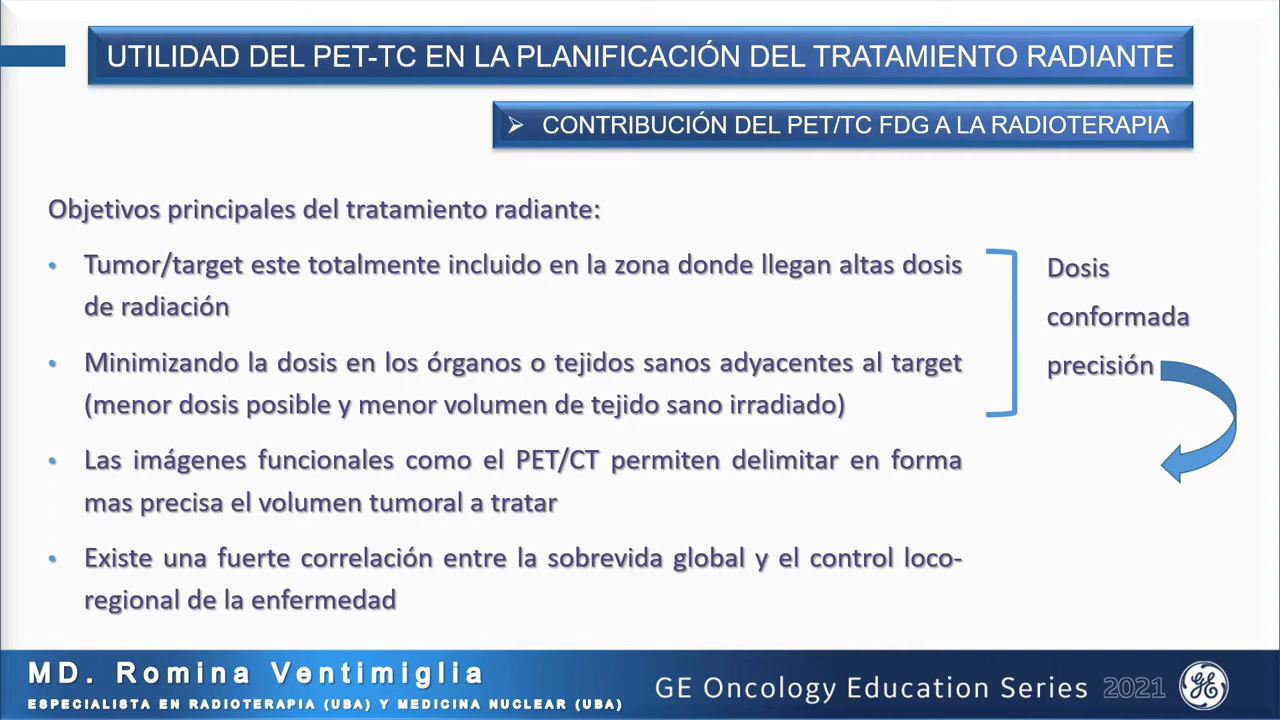 UTILIDAD DEL PET-TC EN LA PLANIFICACIÓN DEL TRATAMIENTO RADIANTE
➢ CONTRIBUCIÓN DEL PET/TC FDG A LA RADIOTERAPIA
Objetivos principales del tratamiento radiante:
• Tumor/target este totalmente incluido en la zona donde llegan altas dosis
de radiación
• Minimizando la dosis en los órganos o tejidos sanos adyacentes al target
(menor dosis posible y menor volumen de tejido sano irradiado)
• Las imágenes funcionales como el PET/CT permiten delimitar en forma
mas precisa el volumen tumoral a tratar
• Existe una fuerte correlación entre la sobrevida global y el control loco-
regional de la enfermedad
Dosis
conformada
precisión
MD. Romina Ventimiglia
ESPECIALISTA EN RADIOTERAPIA (UBA) Y MEDICINA NUCLEAR (UBA)
GE Oncology Education Series 2021
GE